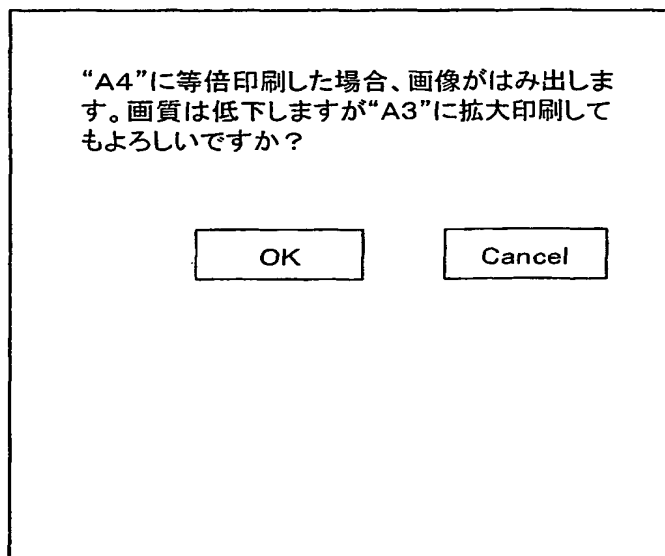 “A4”に等倍印刷した場合、画像がはみ出しま
す。画質は低下しますが“A3”に拡大印刷して
もよろしいですか？
OK
Cancel